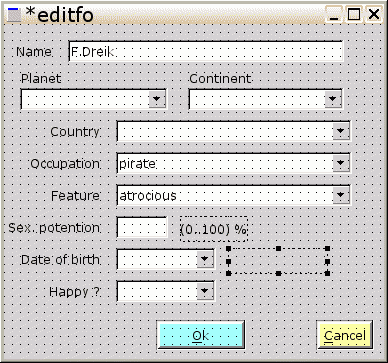 *editfo
Name F.Dreik
Planet Continent
Country
Occupation pirate
Feature atrocious
Sex. potention (0..100) %
Date of birth
Happy ?
Ok Cancel